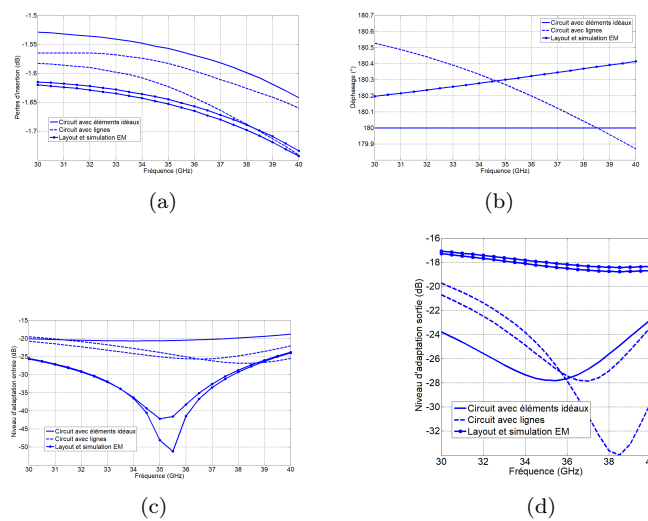 -1.5
-1.55
-1.6
-1.65
-1.7
Pertes d'insertion (dB)
Circuit avec éléments idéaux
Circuit avec lignes
Layout et simulation EM
30 31 32 33 34 35 36 37 38 39 40
Fréquence (GHz)
(a)
180.7
180.6
180.5
180.4
180.3
180.2
180.1
180
179.9
Déphasage (°)
Circuit avec éléments idéaux
Circuit avec lignes
Layout et simulation EM
30 31 32 33 34 35 36 37 38 39 40
Fréquence (GHz)
(b)
-15
-20
-25
-30
-35
-40
-45
-50
Niveau d'adaptation entrée (dB)
Circuit avec éléments idéaux
Circuit avec lignes
Layout et simulation EM
30 31 32 33 34 35 36 37 38 39 40
Fréquence (GHz)
(c)
-16
-18
-20
-22
-24
-26
-28
-30
-32
Niveau d'adaptation sortie (dB)
Circuit avec éléments idéaux
Circuit avec lignes
Layout et simulation EM
30 32 34 36 38
Fréquence (GHz)
(d)